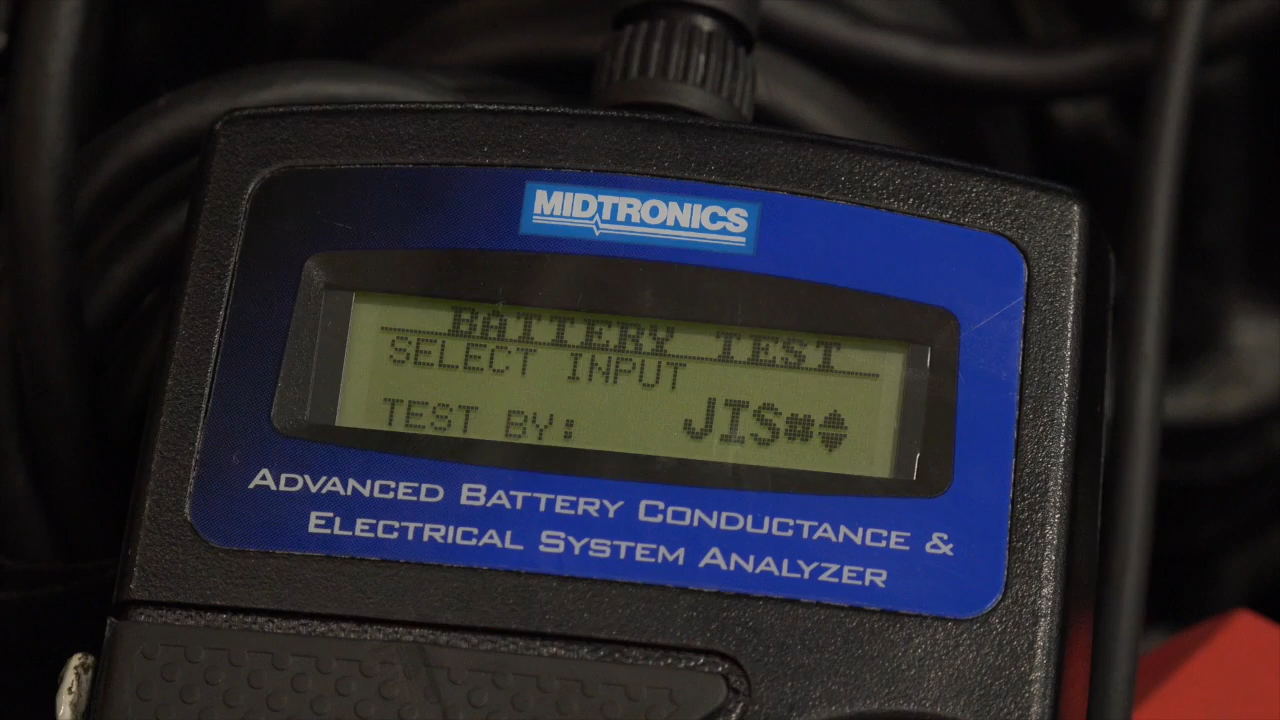 MIDTRONICS
BATTERY TEST
SELECT INPUT
TEST BY: JIS#
ADVANCED BATTERY CONDUCTANCE &
ELECTRICAL SYSTEM ANALYZER